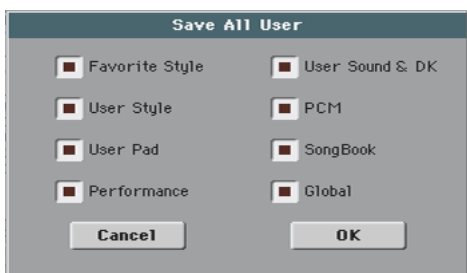 Save All User
Favorite Style
User Sound & DK
User Style
PCM
User Pad
SongBook
Performance
Global
Cancel
OK